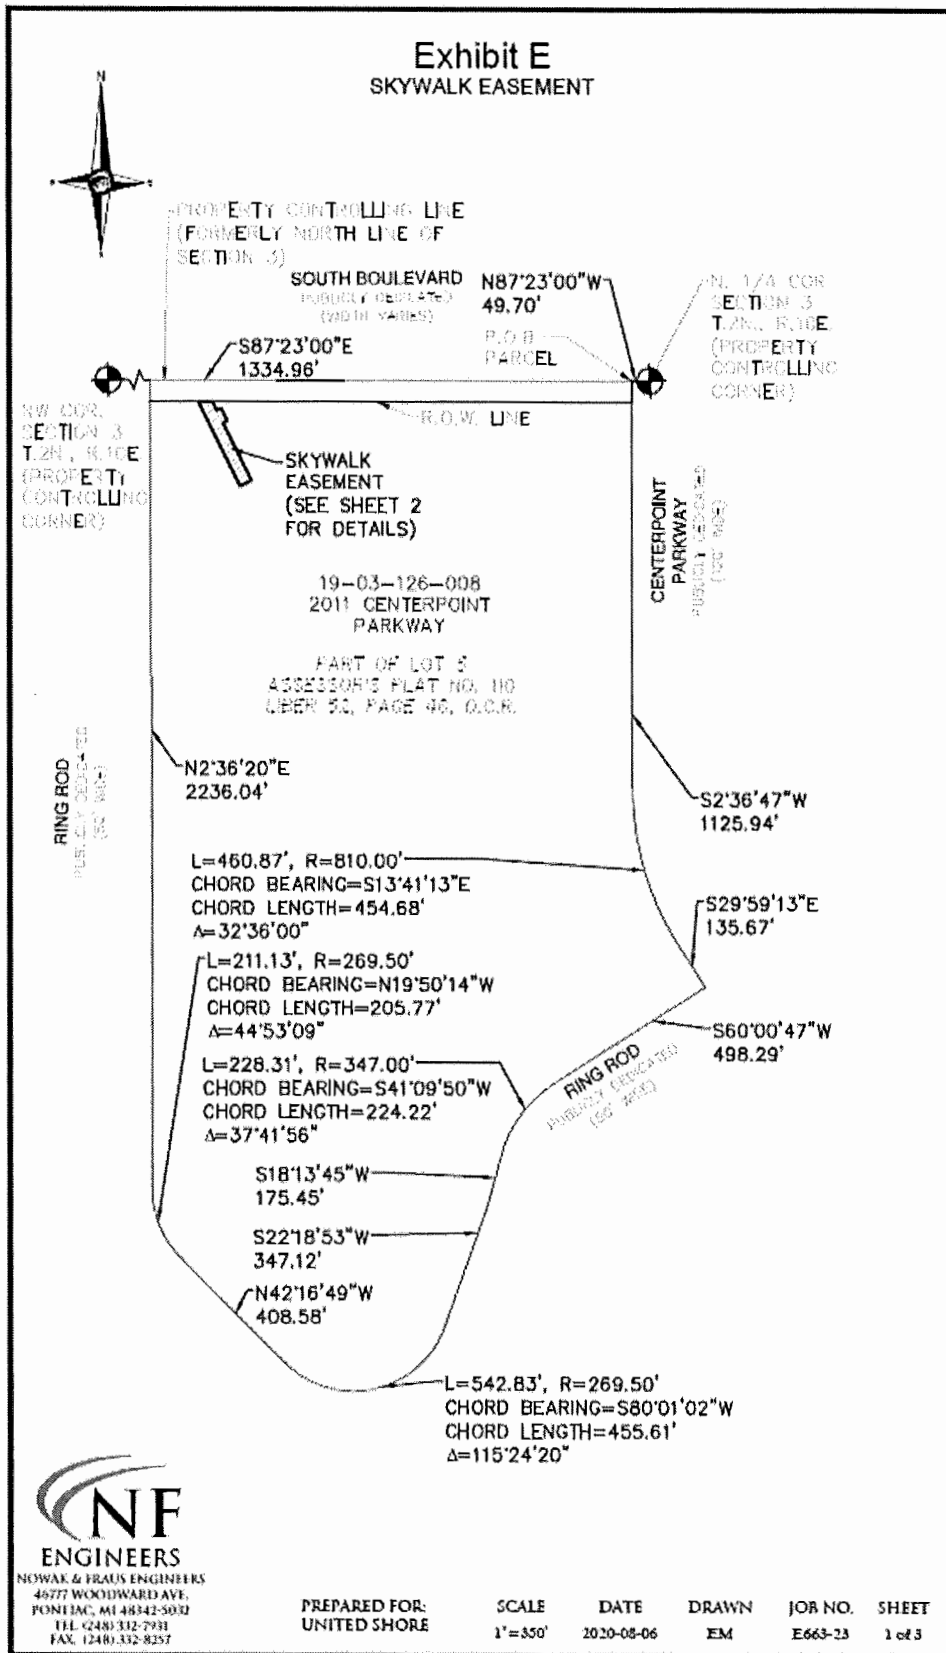 Exhibit E
SKYWALK EASEMENT
N
PROPERTY CONTROLLING LINE
(FORMERLY NORTH LINE OF
SECTION 3)
SOUTH BOULEVARD
PUBLICLY DEDICATED
(WIDTH VARIES)
N87°23'00"W
49.70'
P.O.B
PARCEL
N. 1/4 COR
SECTION 3
T.2N., R.10E.
(PROPERTY
CONTROLLING
CORNER)
S87°23'00"E
1334.96'
R.O.W. LINE
NW COR.
SECTION 3
T.2N., R.10E
(PROPERTY
CONTROLLING
CORNER)
SKYWALK
EASEMENT
(SEE SHEET 2
FOR DETAILS)
CENTERPOINT
PARKWAY
PUBLICLY DEDICATED
19-03-126-008
2011 CENTERPOINT
PARKWAY
PART OF LOT 5
ASSESSOR'S PLAT NO. 110
LIBER 52, PAGE 46, O.C.R.
RING ROD
PUBLICLY DEDICATED
N2°36'20"E
2236.04'
S2°36'47"W
1125.94'
L=460.87', R=810.00'
CHORD BEARING=S13°41'13"E
CHORD LENGTH=454.68'
Δ=32°36'00"
S29°59'13"E
135.67'
L=211.13', R=269.50'
CHORD BEARING=N19°50'14"W
CHORD LENGTH=205.77'
Δ=44°53'09"
S60°00'47"W
498.29'
RING ROD
PUBLICLY DEDICATED
L=228.31', R=347.00'
CHORD BEARING=S41°09'50"W
CHORD LENGTH=224.22'
Δ=37°41'56"
S18°13'45"W
175.45'
S22°18'53"W
347.12'
N42°16'49"W
408.58'
L=542.83', R=269.50'
CHORD BEARING=S80°01'02"W
CHORD LENGTH=455.61'
Δ=115°24'20"
NF
ENGINEERS
NOWAK & FRAUS ENGINEERS
46777 WOODWARD AVE.
PONTIAC, MI 48342-5032
TEL. (248) 332-7931
FAX. (248) 332-8257
PREPARED FOR:
UNITED SHORE
SCALE
1"=350'
DATE
2020-08-06
DRAWN
EM
JOB NO.
E663-23
SHEET
1 of 3